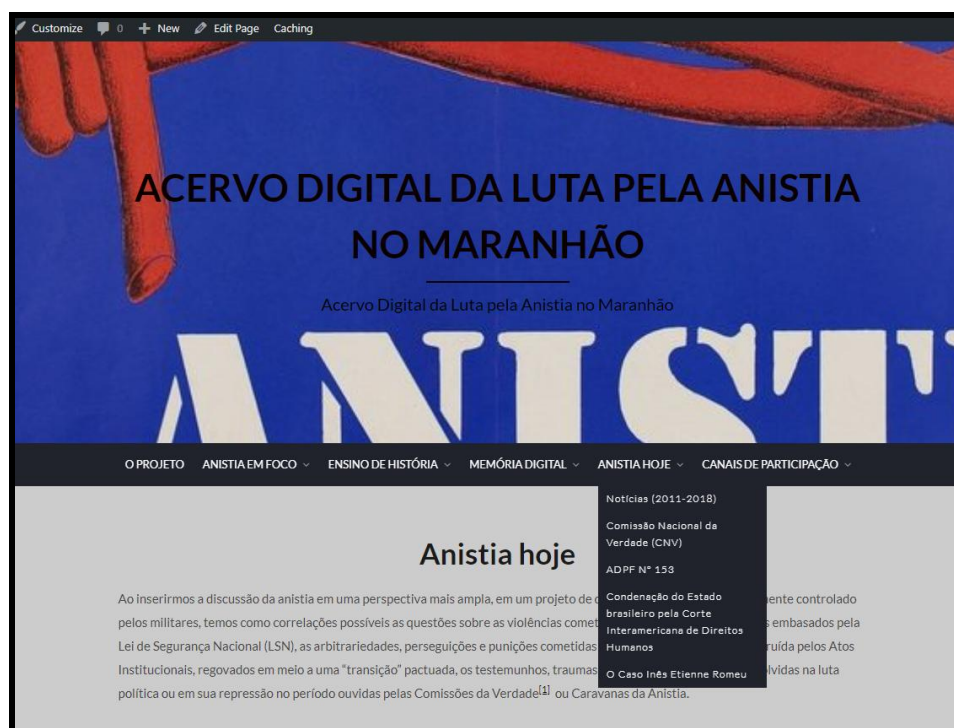 Customize 0 + New Edit Page Caching
ACERVO DIGITAL DA LUTA PELA ANISTIA
NO MARANHÃO
Acervo Digital da Luta pela Anistia no Maranhão
ANIST
O PROJETO ANISTIA EM FOCO ENSINO DE HISTÓRIA MEMÓRIA DIGITAL ANISTIA HOJE CANAIS DE PARTICIPAÇÃO
Notícias (2011-2018)
Comissão Nacional da
Verdade (CNV)
ADPF N° 153
Condenação do Estado
brasileiro pela Corte
Interamericana de Direitos
Humanos
O Caso Inês Etienne Romeu
Anistia hoje
Ao inserirmos a discussão da anistia em uma perspectiva mais ampla, em um projeto de controlado
pelos militares, temos como correlações possíveis as questões sobre as violências embasados pela
Lei de Segurança Nacional (LSN), as arbitrariedades, perseguições e punições cometidas pelos Atos
Institucionais, regovados em meio a uma “transição” pactuada, os testemunhos, traumas na luta
política ou em sua repressão no período ouvidas pelas Comissões da Verdade[1] ou Caravanas da Anistia.